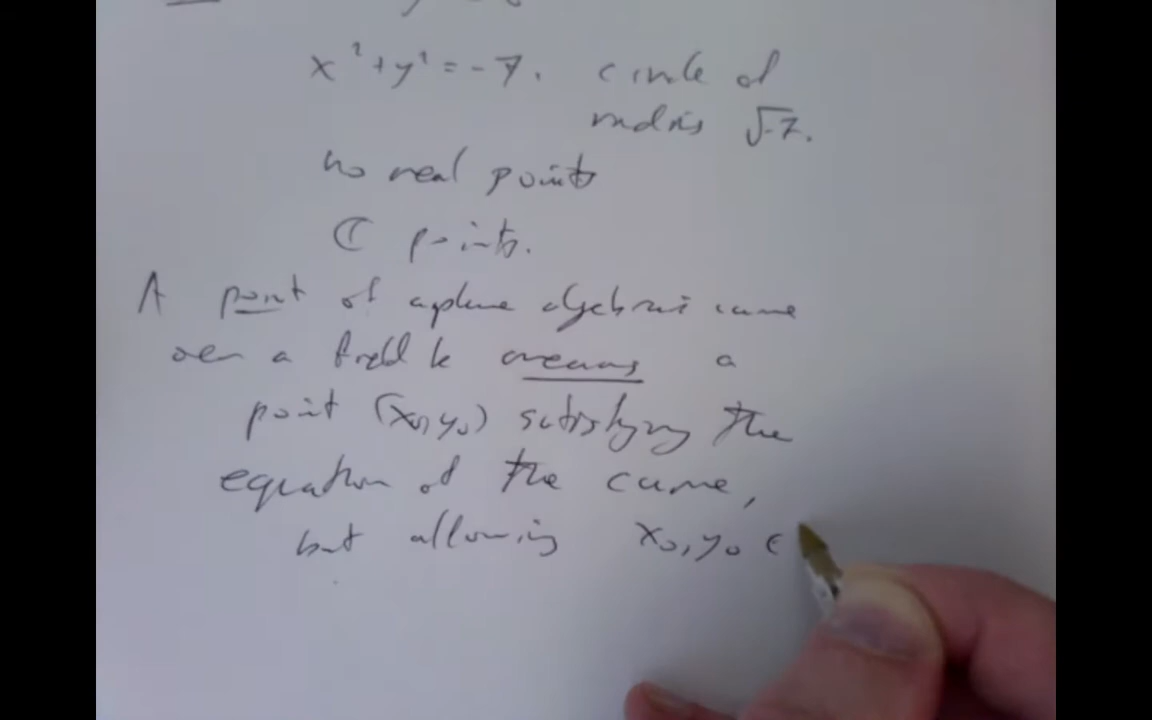 x² + y² = -7. circle of
radius √-7.
no real points
ℂ points.
A point of a plane algebraic curve
over a field k means a
point (x₀, y₀) satisfying the
equation of the curve,
but allowing x₀, y₀ ∈